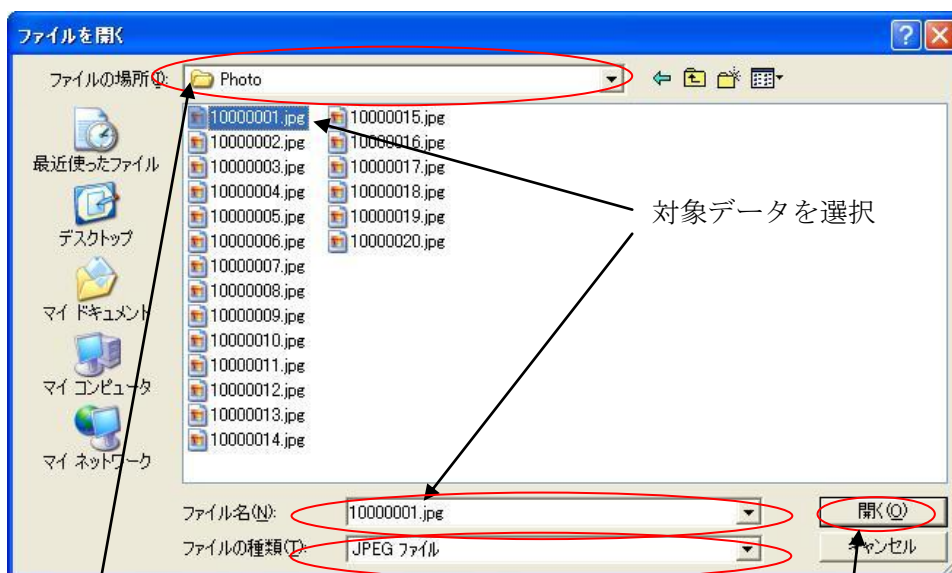 ファイルを開く
ファイルの場所(I):
Photo
最近使ったファイル
デスクトップ
マイ ドキュメント
マイ コンピュータ
マイ ネットワーク
10000001.jpg
10000002.jpg
10000003.jpg
10000004.jpg
10000005.jpg
10000006.jpg
10000007.jpg
10000008.jpg
10000009.jpg
10000010.jpg
10000011.jpg
10000012.jpg
10000013.jpg
10000014.jpg
10000015.jpg
10000016.jpg
10000017.jpg
10000018.jpg
10000019.jpg
10000020.jpg
対象データを選択
ファイル名(N):
10000001.jpg
開く(O)
ファイルの種類(T):
JPEG ファイル
キャンセル